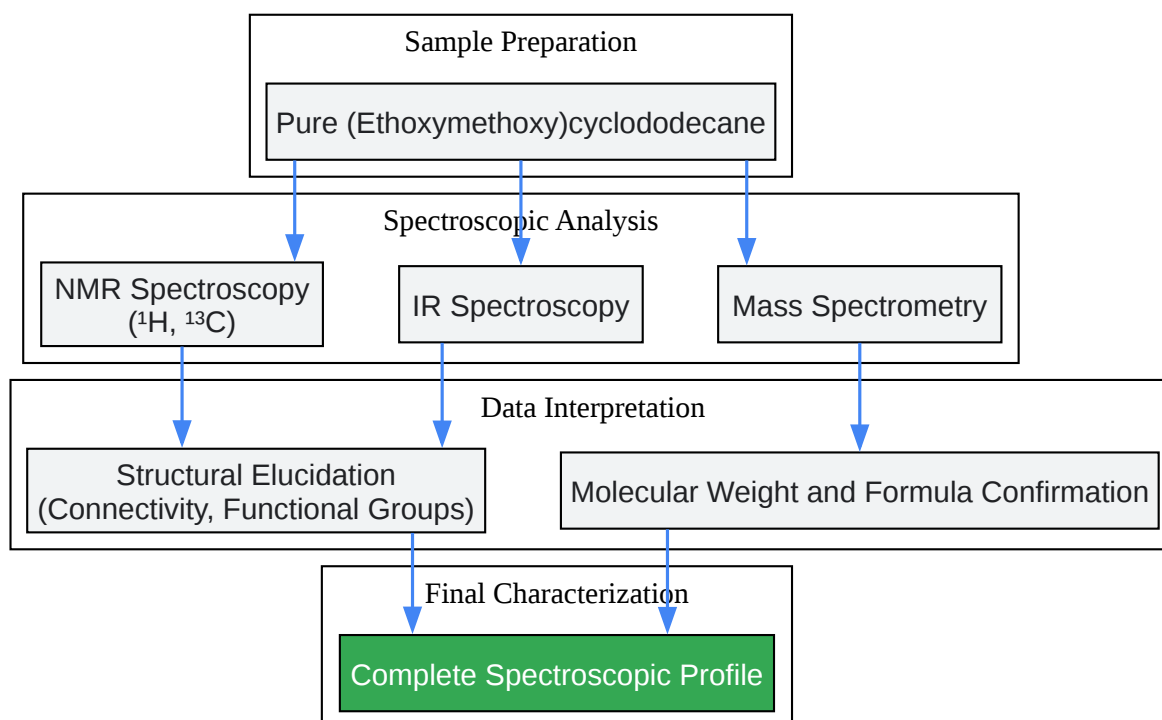 Sample Preparation
Pure (Ethoxymethoxy)cyclododecane
Spectroscopic Analysis
NMR Spectroscopy
(¹H, ¹³C)
IR Spectroscopy
Mass Spectrometry
Data Interpretation
Structural Elucidation
(Connectivity, Functional Groups)
Molecular Weight and Formula Confirmation
Final Characterization
Complete Spectroscopic Profile